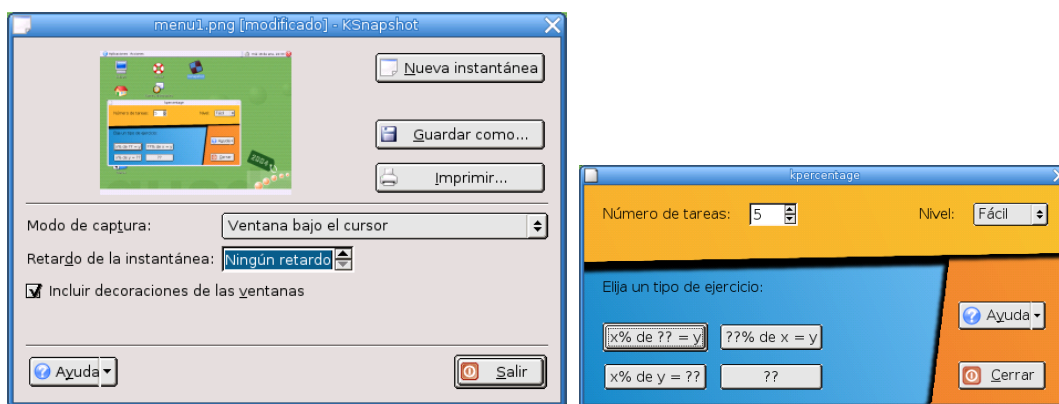 menu1.png [modificado] - KSnapshot
Nueva instantánea
Guardar como...
Imprimir...
Modo de captura: Ventana bajo el cursor
Retardo de la instantánea: Ningún retardo
Incluir decoraciones de las ventanas
Ayuda
Salir
kpercentage
Número de tareas: 5 Nivel: Fácil
Elija un tipo de ejercicio:
x% de ?? = y ??% de x = y
x% de y = ?? ??
Ayuda
Cerrar